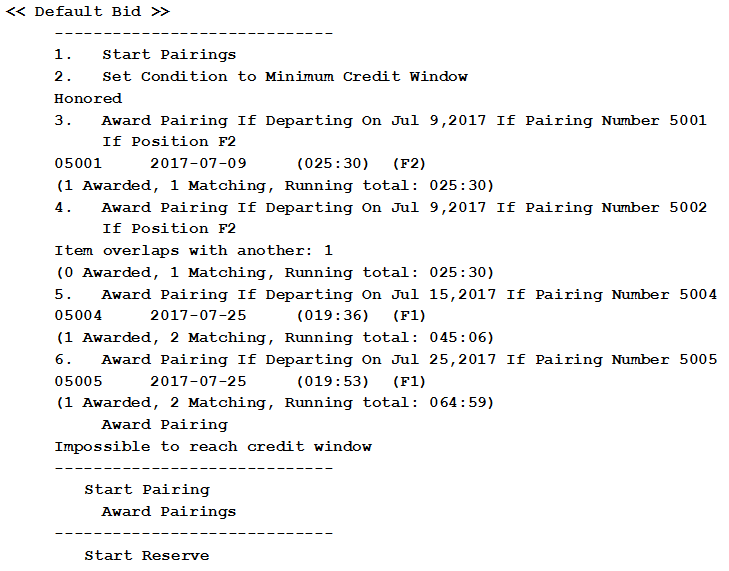 << Default Bid >>
-----------------------------
1. Start Pairings
2. Set Condition to Minimum Credit Window
Honored
3. Award Pairing If Departing On Jul 9,2017 If Pairing Number 5001
If Position F2
05001 2017-07-09 (025:30) (F2)
(1 Awarded, 1 Matching, Running total: 025:30)
4. Award Pairing If Departing On Jul 9,2017 If Pairing Number 5002
If Position F2
Item overlaps with another: 1
(0 Awarded, 1 Matching, Running total: 025:30)
5. Award Pairing If Departing On Jul 15,2017 If Pairing Number 5004
05004 2017-07-25 (019:36) (F1)
(1 Awarded, 2 Matching, Running total: 045:06)
6. Award Pairing If Departing On Jul 25,2017 If Pairing Number 5005
05005 2017-07-25 (019:53) (F1)
(1 Awarded, 2 Matching, Running total: 064:59)
Award Pairing
Impossible to reach credit window
-----------------------------
Start Pairing
Award Pairings
-----------------------------
Start Reserve